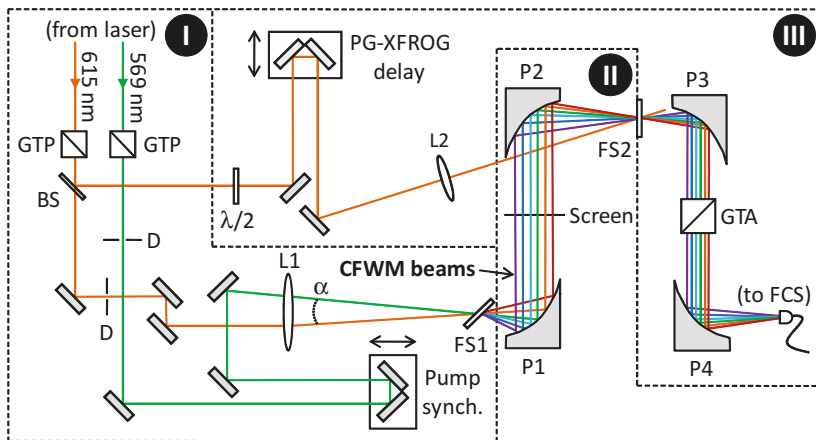 (from laser)
I
615 nm
569 nm
GTP
GTP
BS
λ/2
D
D
L1
α
FS1
Pump
synch.
PG-XFROG
delay
L2
II
P2
Screen
CFWM beams
P1
III
P3
FS2
GTA
(to FCS)
P4